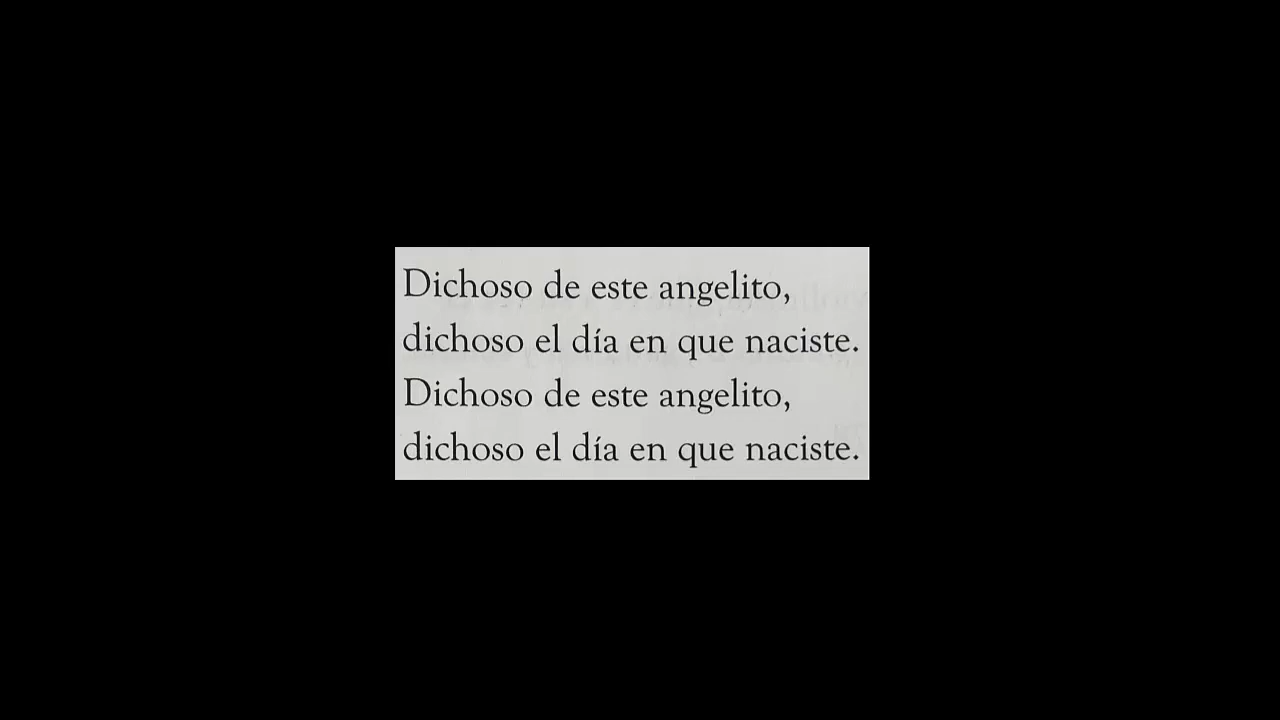 Dichoso de este angelito,
dichoso el día en que naciste.
Dichoso de este angelito,
dichoso el día en que naciste.